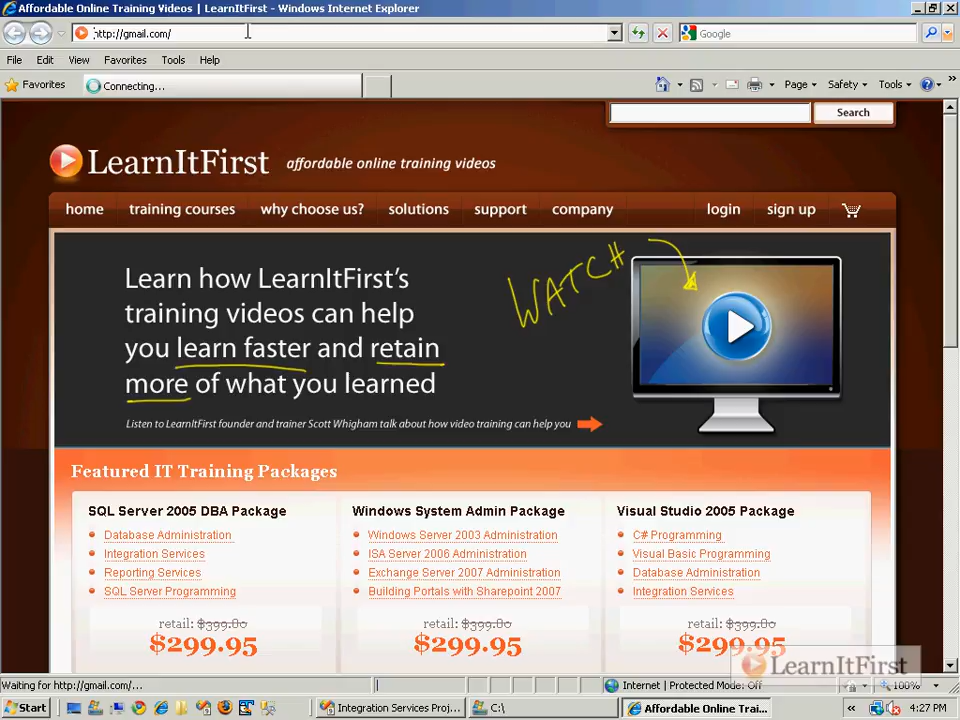 Affordable Online Training Videos | LearnItFirst - Windows Internet Explorer
http://gmail.com/
Google
File Edit View Favorites Tools Help
Favorites
Connecting...
Page Safety Tools
Search
LearnItFirst affordable online training videos
home training courses why choose us? solutions support company login sign up
Learn how LearnItFirst's
training videos can help
you learn faster and retain
more of what you learned
WATCH
Listen to LearnItFirst founder and trainer Scott Whigham talk about how video training can help you
Featured IT Training Packages
SQL Server 2005 DBA Package
Database Administration
Integration Services
Reporting Services
SQL Server Programming
retail: $399.00
$299.95
Windows System Admin Package
Windows Server 2003 Administration
ISA Server 2006 Administration
Exchange Server 2007 Administration
Building Portals with Sharepoint 2007
retail: $399.00
$299.95
Visual Studio 2005 Package
C# Programming
Visual Basic Programming
Database Administration
Integration Services
retail: $399.00
$299.95
LearnItFirst
Waiting for http://gmail.com/...
Internet | Protected Mode: Off
100%
Start
Integration Services Proj...
C:\
Affordable Online Trai...
4:27 PM